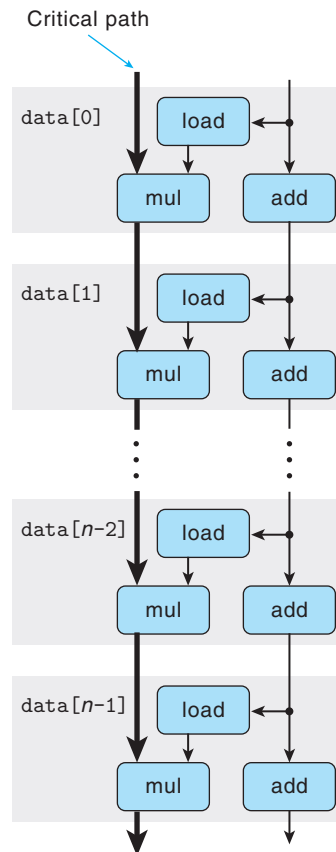 Critical path
data[0]
load
mul
add
data[1]
load
mul
add
data[n-2]
load
mul
add
data[n-1]
load
mul
add